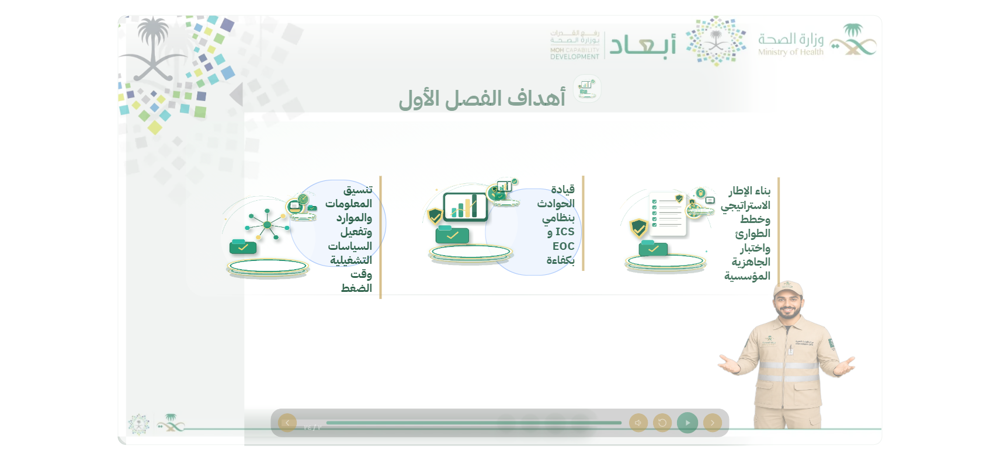 وزارة الصحة
Ministry of Health
أبعاد
رفع القدرات
بوزارة الصحة
MOH CAPABILITY
DEVELOPMENT
أهداف الفصل الأول
بناء الإطار
الاستراتيجي
وخطط
الطوارئ
واختبار
الجاهزية
المؤسسية
قيادة
الحوادث
بنظامي
ICS و
EOC
بكفاءة
تنسيق
المعلومات
والموارد
وتفعيل
السياسات
التشغيلية
وقت
الضغط